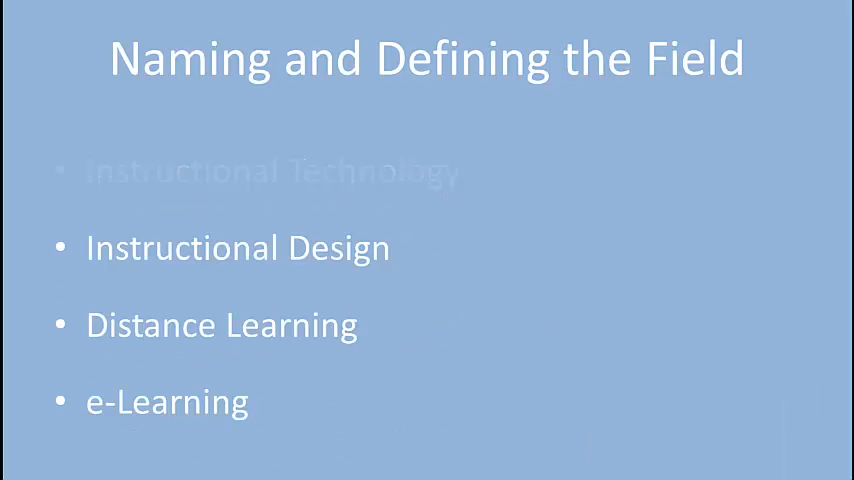 Naming and Defining the Field
• Instructional Technology
• Instructional Design
• Distance Learning
• e-Learning